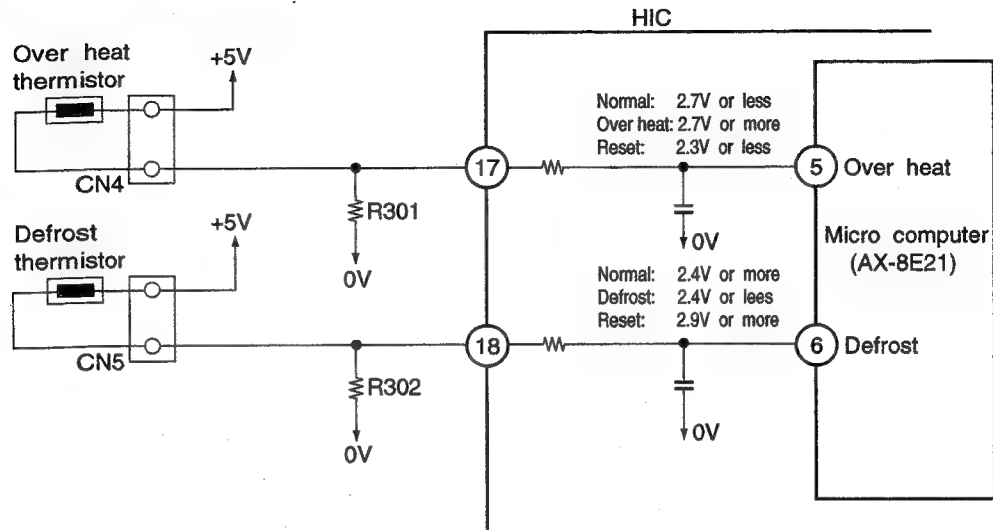 HIC
Over heat
thermistor
+5V
CN4
R301
0V
17
Normal: 2.7V or less
Over heat: 2.7V or more
Reset: 2.3V or less
0V
5 Over heat
Micro computer
(AX-8E21)
Defrost
thermistor
+5V
CN5
R302
0V
18
Normal: 2.4V or more
Defrost: 2.4V or lees
Reset: 2.9V or more
0V
6 Defrost